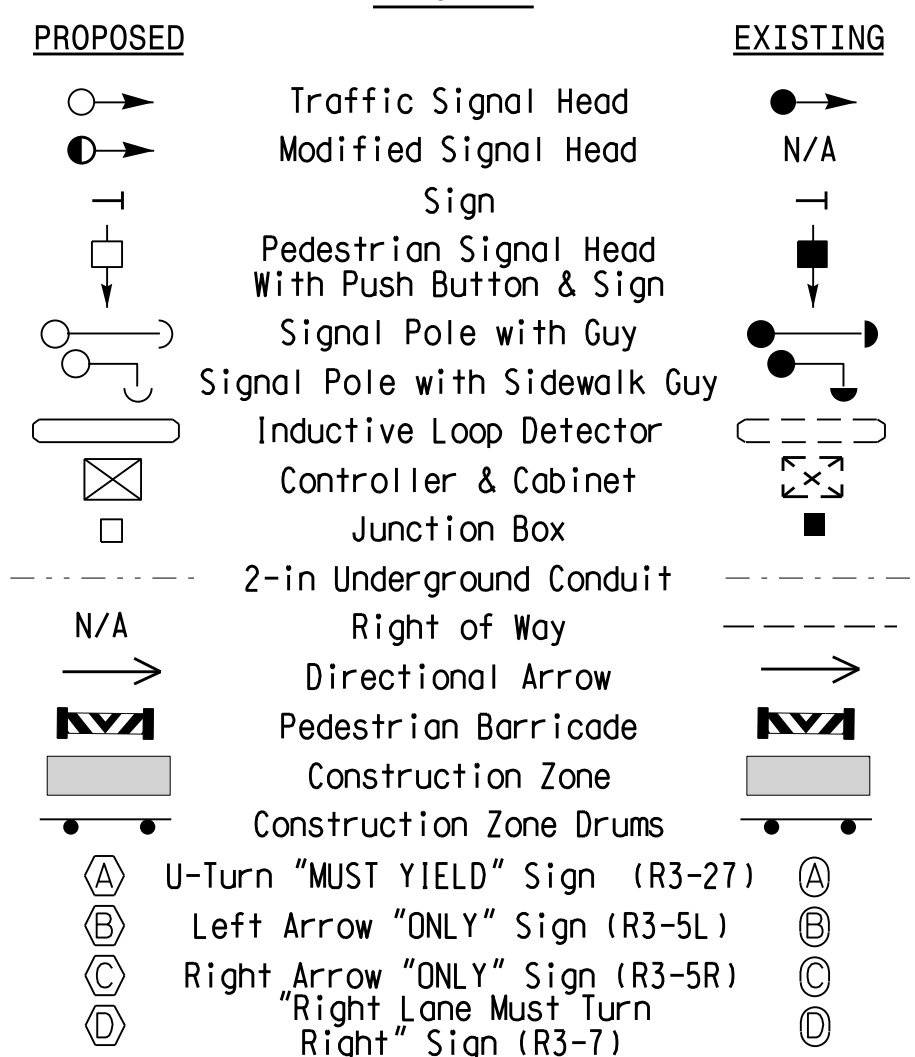 PROPOSED EXISTING
Traffic Signal Head
Modified Signal Head N/A
Sign
Pedestrian Signal Head
With Push Button & Sign
Signal Pole with Guy
Signal Pole with Sidewalk Guy
Inductive Loop Detector
Controller & Cabinet
Junction Box
2-in Underground Conduit
N/A Right of Way
Directional Arrow
Pedestrian Barricade
Construction Zone
Construction Zone Drums
A U-Turn "MUST YIELD" Sign (R3-27) A
B Left Arrow "ONLY" Sign (R3-5L) B
C Right Arrow "ONLY" Sign (R3-5R) C
"Right Lane Must Turn
D Right" Sign (R3-7) D